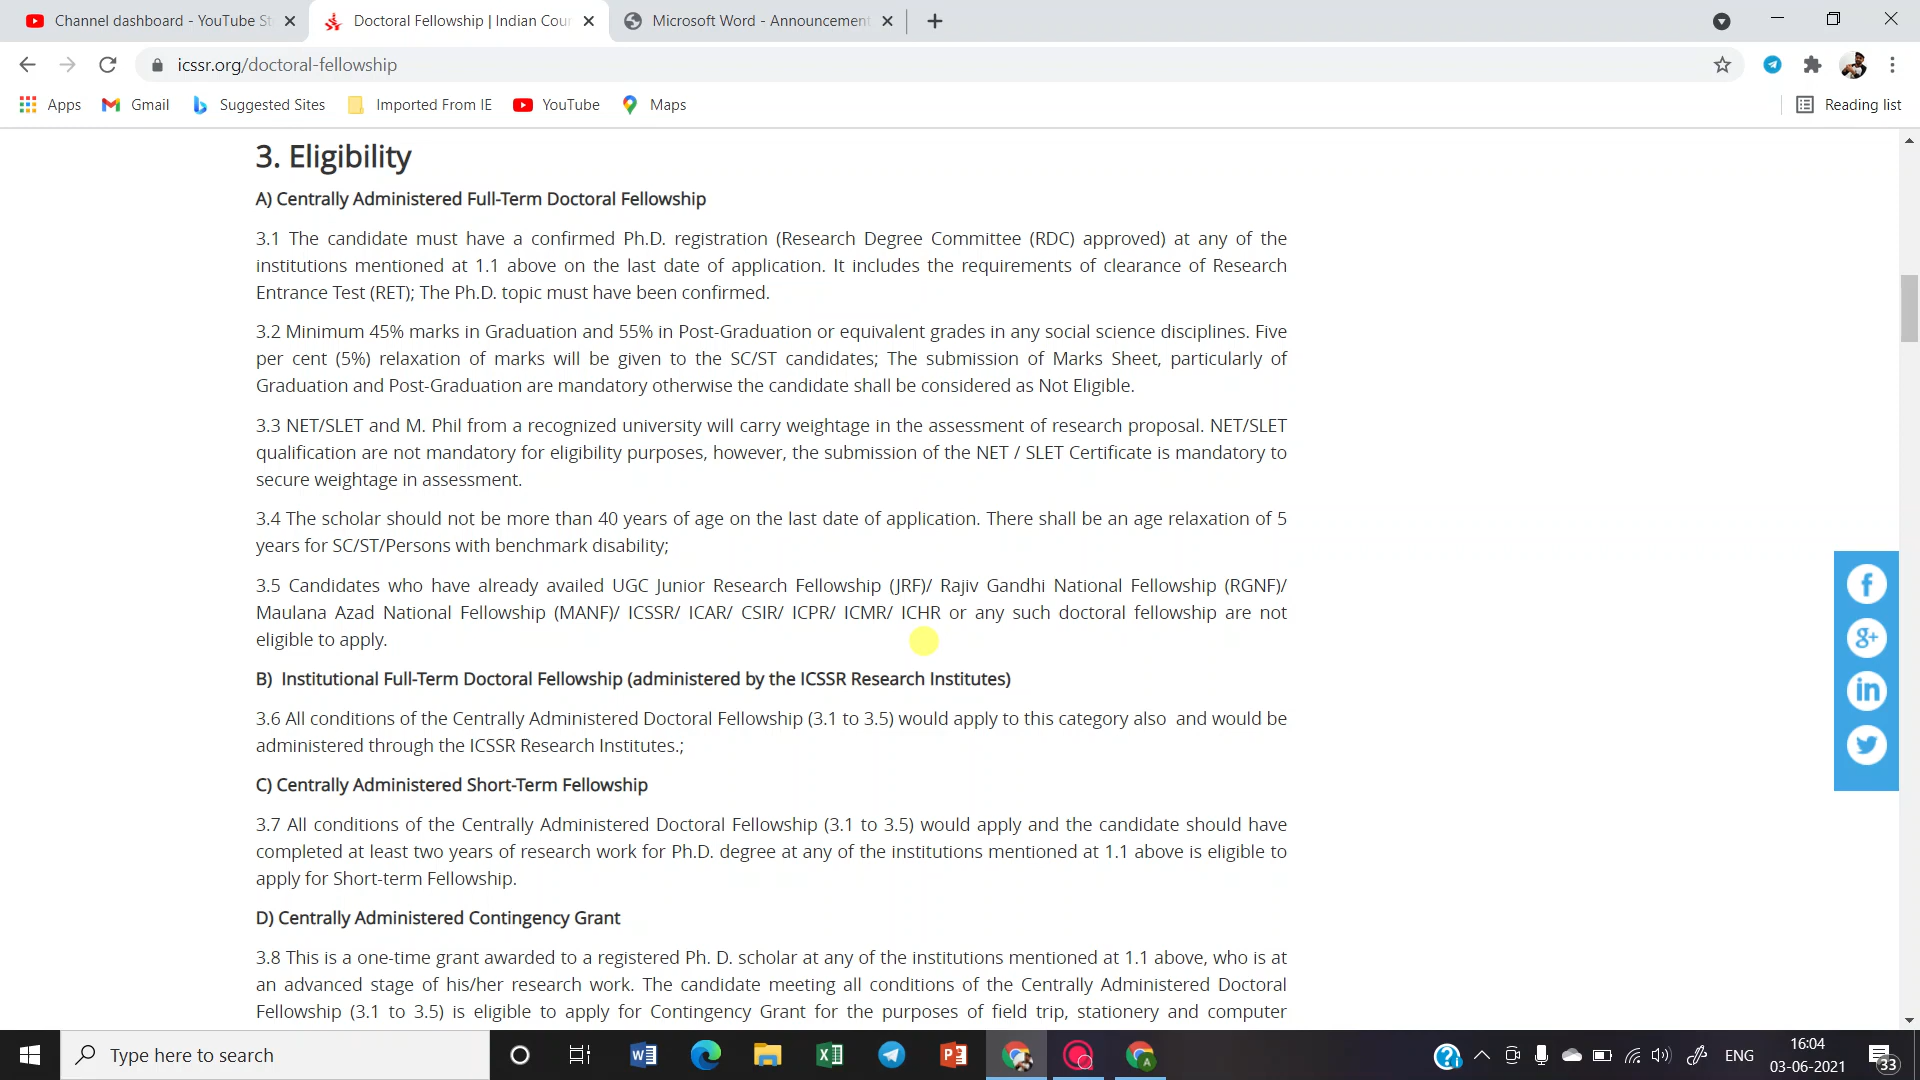 Channel dashboard - YouTube St
Doctoral Fellowship | Indian Coun
Microsoft Word - Announcement
icssr.org/doctoral-fellowship
Apps
Gmail
Suggested Sites
Imported From IE
YouTube
Maps
Reading list
3. Eligibility
A) Centrally Administered Full-Term Doctoral Fellowship
3.1 The candidate must have a confirmed Ph.D. registration (Research Degree Committee (RDC) approved) at any of the
institutions mentioned at 1.1 above on the last date of application. It includes the requirements of clearance of Research
Entrance Test (RET); The Ph.D. topic must have been confirmed.
3.2 Minimum 45% marks in Graduation and 55% in Post-Graduation or equivalent grades in any social science disciplines. Five
per cent (5%) relaxation of marks will be given to the SC/ST candidates; The submission of Marks Sheet, particularly of
Graduation and Post-Graduation are mandatory otherwise the candidate shall be considered as Not Eligible.
3.3 NET/SLET and M. Phil from a recognized university will carry weightage in the assessment of research proposal. NET/SLET
qualification are not mandatory for eligibility purposes, however, the submission of the NET / SLET Certificate is mandatory to
secure weightage in assessment.
3.4 The scholar should not be more than 40 years of age on the last date of application. There shall be an age relaxation of 5
years for SC/ST/Persons with benchmark disability;
3.5 Candidates who have already availed UGC Junior Research Fellowship (JRF)/ Rajiv Gandhi National Fellowship (RGNF)/
Maulana Azad National Fellowship (MANF)/ ICSSR/ ICAR/ CSIR/ ICPR/ ICMR/ ICHR or any such doctoral fellowship are not
eligible to apply.
B) Institutional Full-Term Doctoral Fellowship (administered by the ICSSR Research Institutes)
3.6 All conditions of the Centrally Administered Doctoral Fellowship (3.1 to 3.5) would apply to this category also and would be
administered through the ICSSR Research Institutes.;
C) Centrally Administered Short-Term Fellowship
3.7 All conditions of the Centrally Administered Doctoral Fellowship (3.1 to 3.5) would apply and the candidate should have
completed at least two years of research work for Ph.D. degree at any of the institutions mentioned at 1.1 above is eligible to
apply for Short-term Fellowship.
D) Centrally Administered Contingency Grant
3.8 This is a one-time grant awarded to a registered Ph. D. scholar at any of the institutions mentioned at 1.1 above, who is at
an advanced stage of his/her research work. The candidate meeting all conditions of the Centrally Administered Doctoral
Fellowship (3.1 to 3.5) is eligible to apply for Contingency Grant for the purposes of field trip, stationery and computer
Type here to search
ENG
16:04
03-06-2021
33